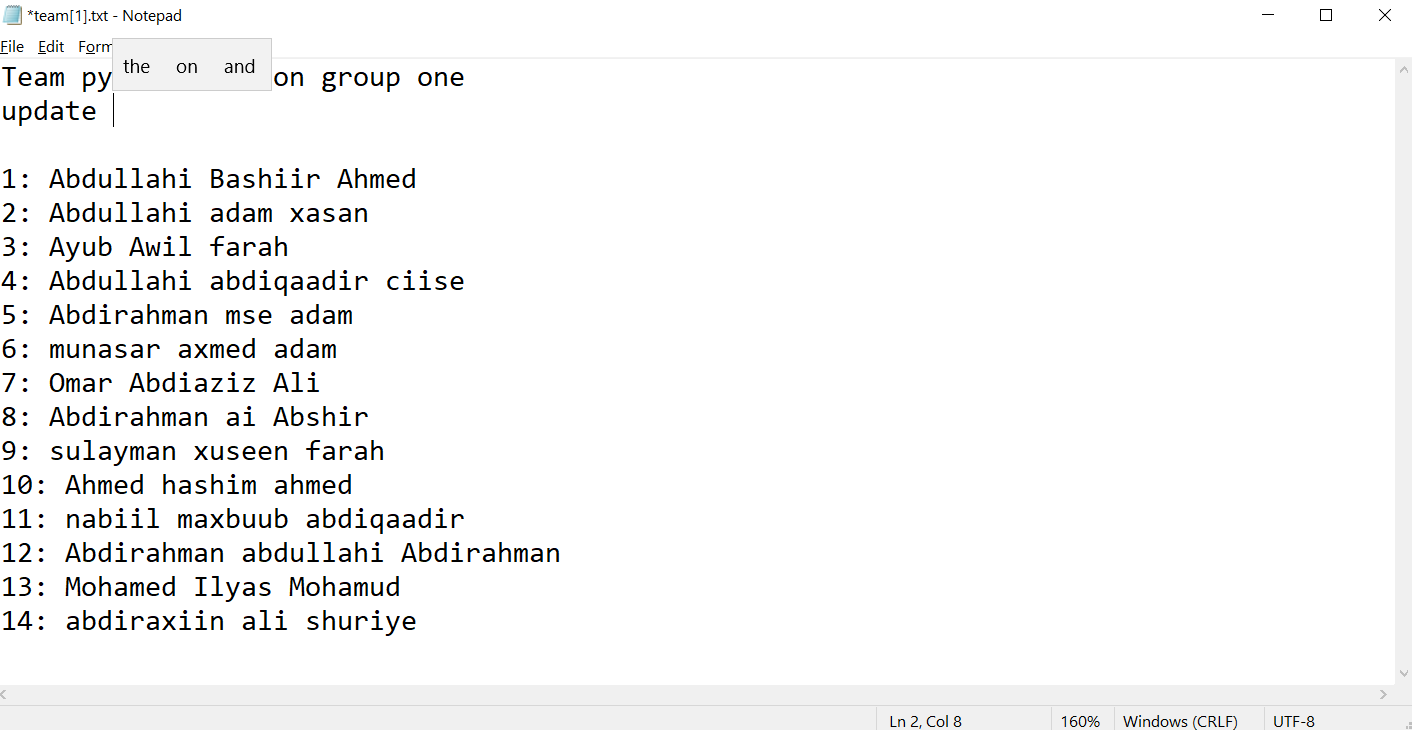 *team[1].txt - Notepad
File Edit Form
the on and
Team py on group one
update
1: Abdullahi Bashiir Ahmed
2: Abdullahi adam xasan
3: Ayub Awil farah
4: Abdullahi abdiqaadir ciise
5: Abdirahman mse adam
6: munasar axmed adam
7: Omar Abdiaziz Ali
8: Abdirahman ai Abshir
9: sulayman xuseen farah
10: Ahmed hashim ahmed
11: nabiil maxbuub abdiqaadir
12: Abdirahman abdullahi Abdirahman
13: Mohamed Ilyas Mohamud
14: abdiraxiin ali shuriye
Ln 2, Col 8 160% Windows (CRLF) UTF-8